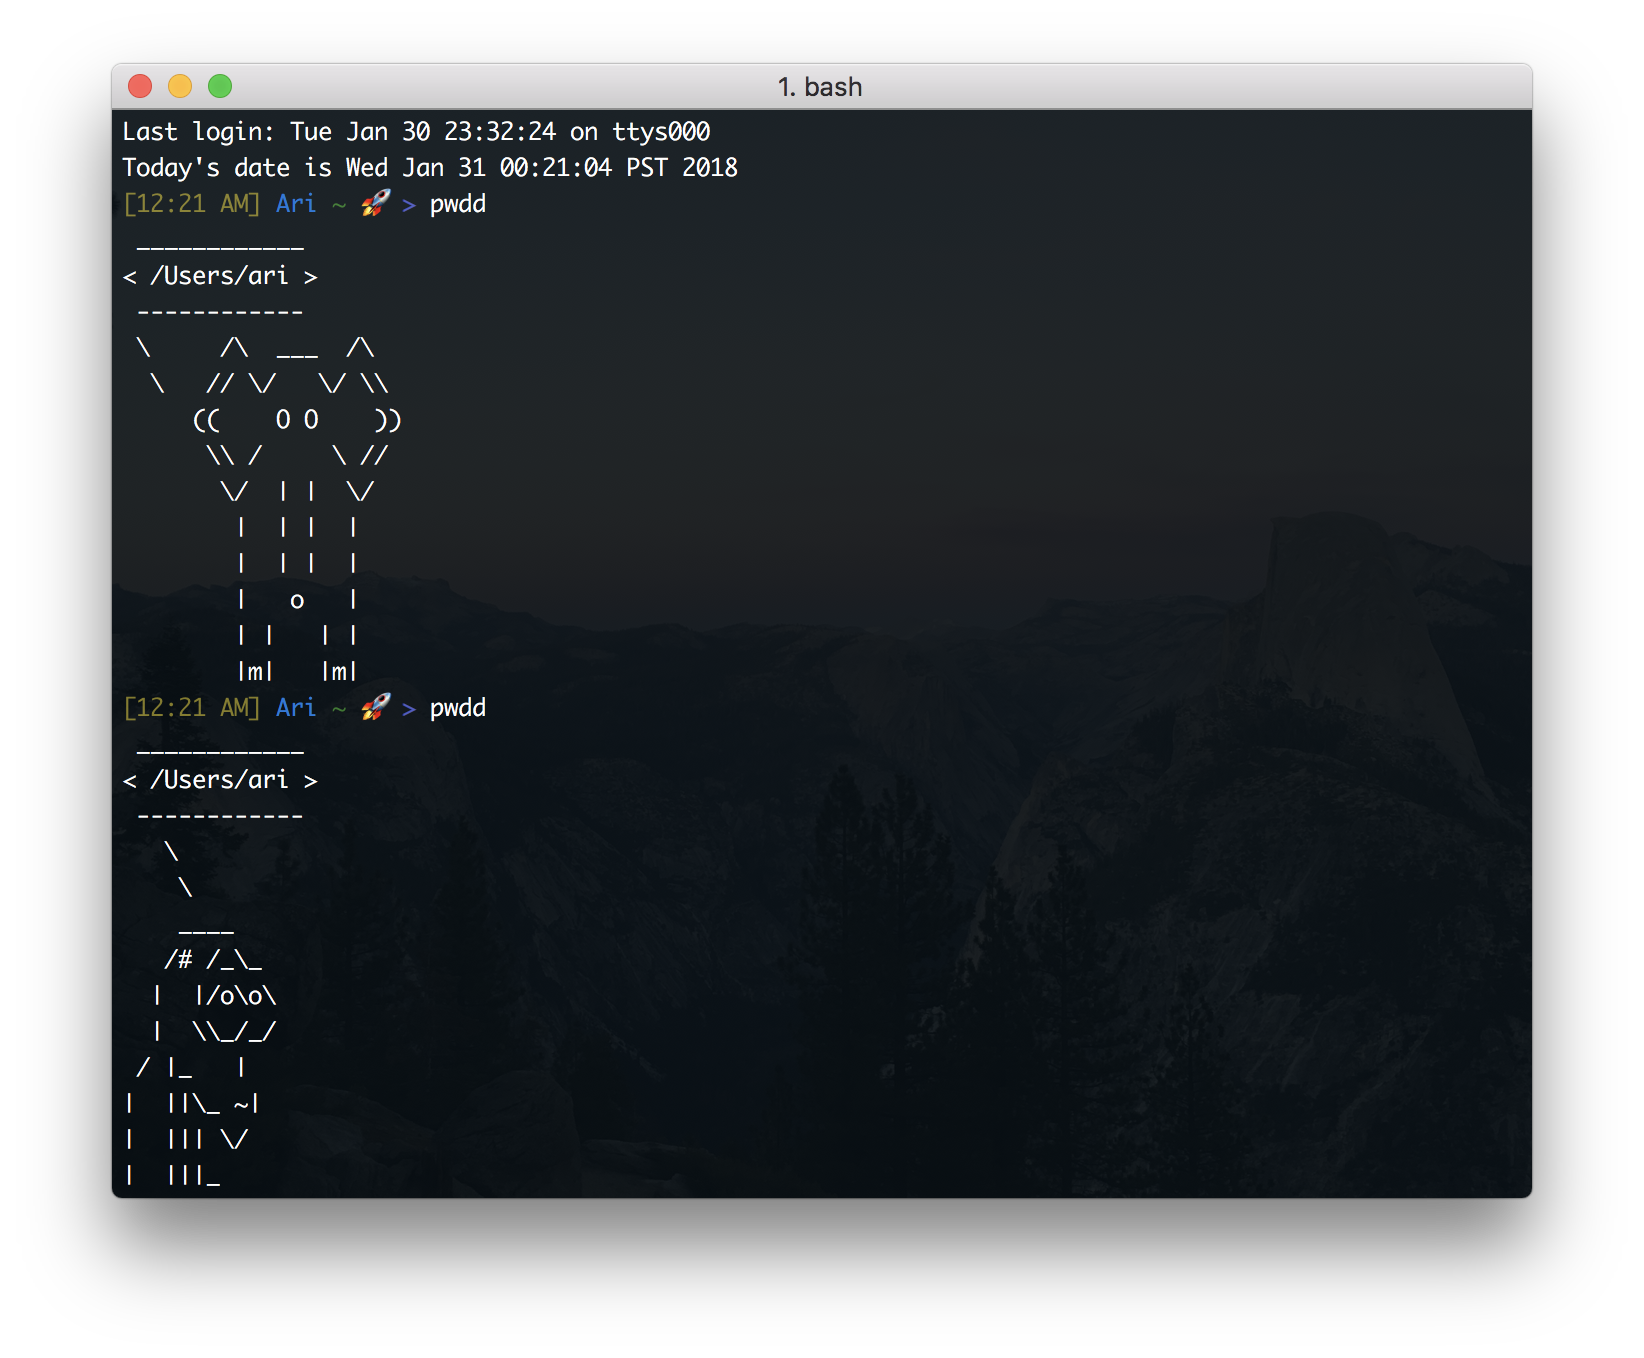 1. bash
Last login: Tue Jan 30 23:32:24 on ttys000
Today's date is Wed Jan 31 00:21:04 PST 2018
[12:21 AM] Ari ~ 🚀 > pwdd
 ____________
< /Users/ari >
 ------------
 \     /\  ___  /\
  \   // \/   \/ \\
     ((    O O    ))
      \\ /     \ //
       \/  | |  \/
        |  | |  |
        |  | |  |
        |   o   |
        | |   | |
        |m|   |m|
[12:21 AM] Ari ~ 🚀 > pwdd
 ____________
< /Users/ari >
 ------------
   \
    \
    ____
   /# /_\_
  |  |/o\o\
  |  \\_/_/
 / |_   |
|  ||\_ ~|
|  ||| \/
|  |||_